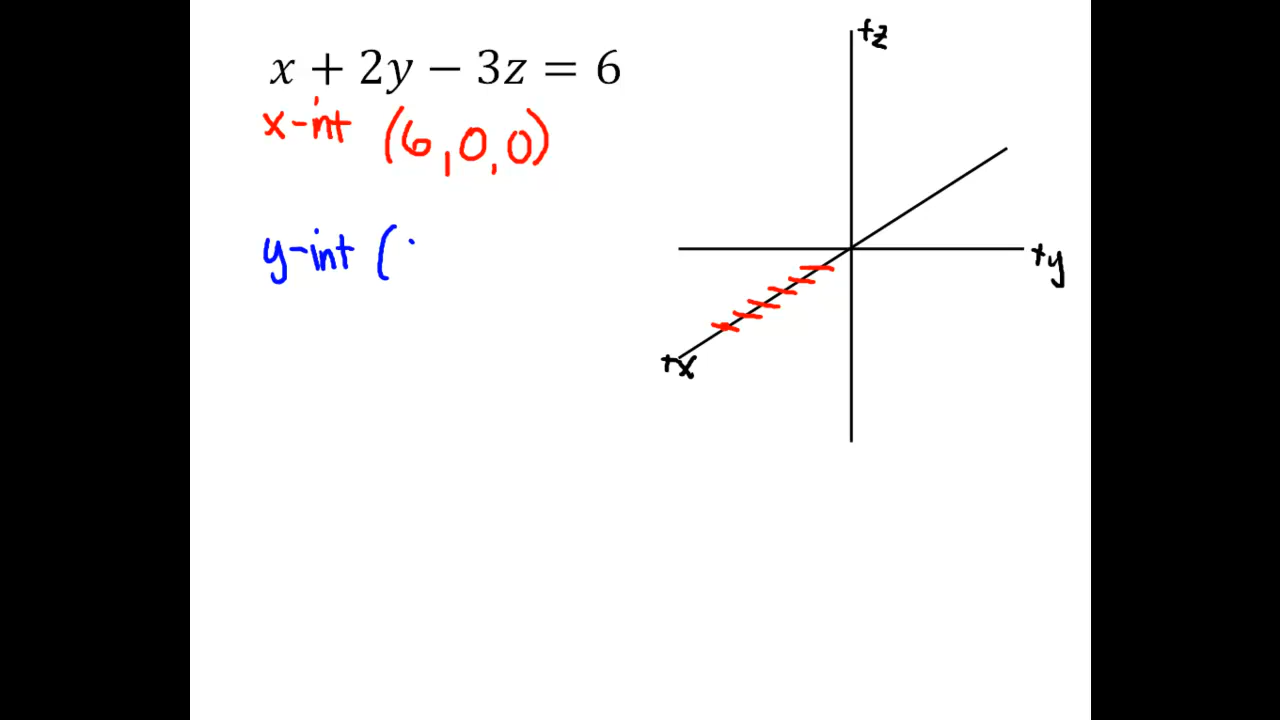 x + 2y − 3z = 6
x-int (6,0,0)
y-int (
+z
+y
+x